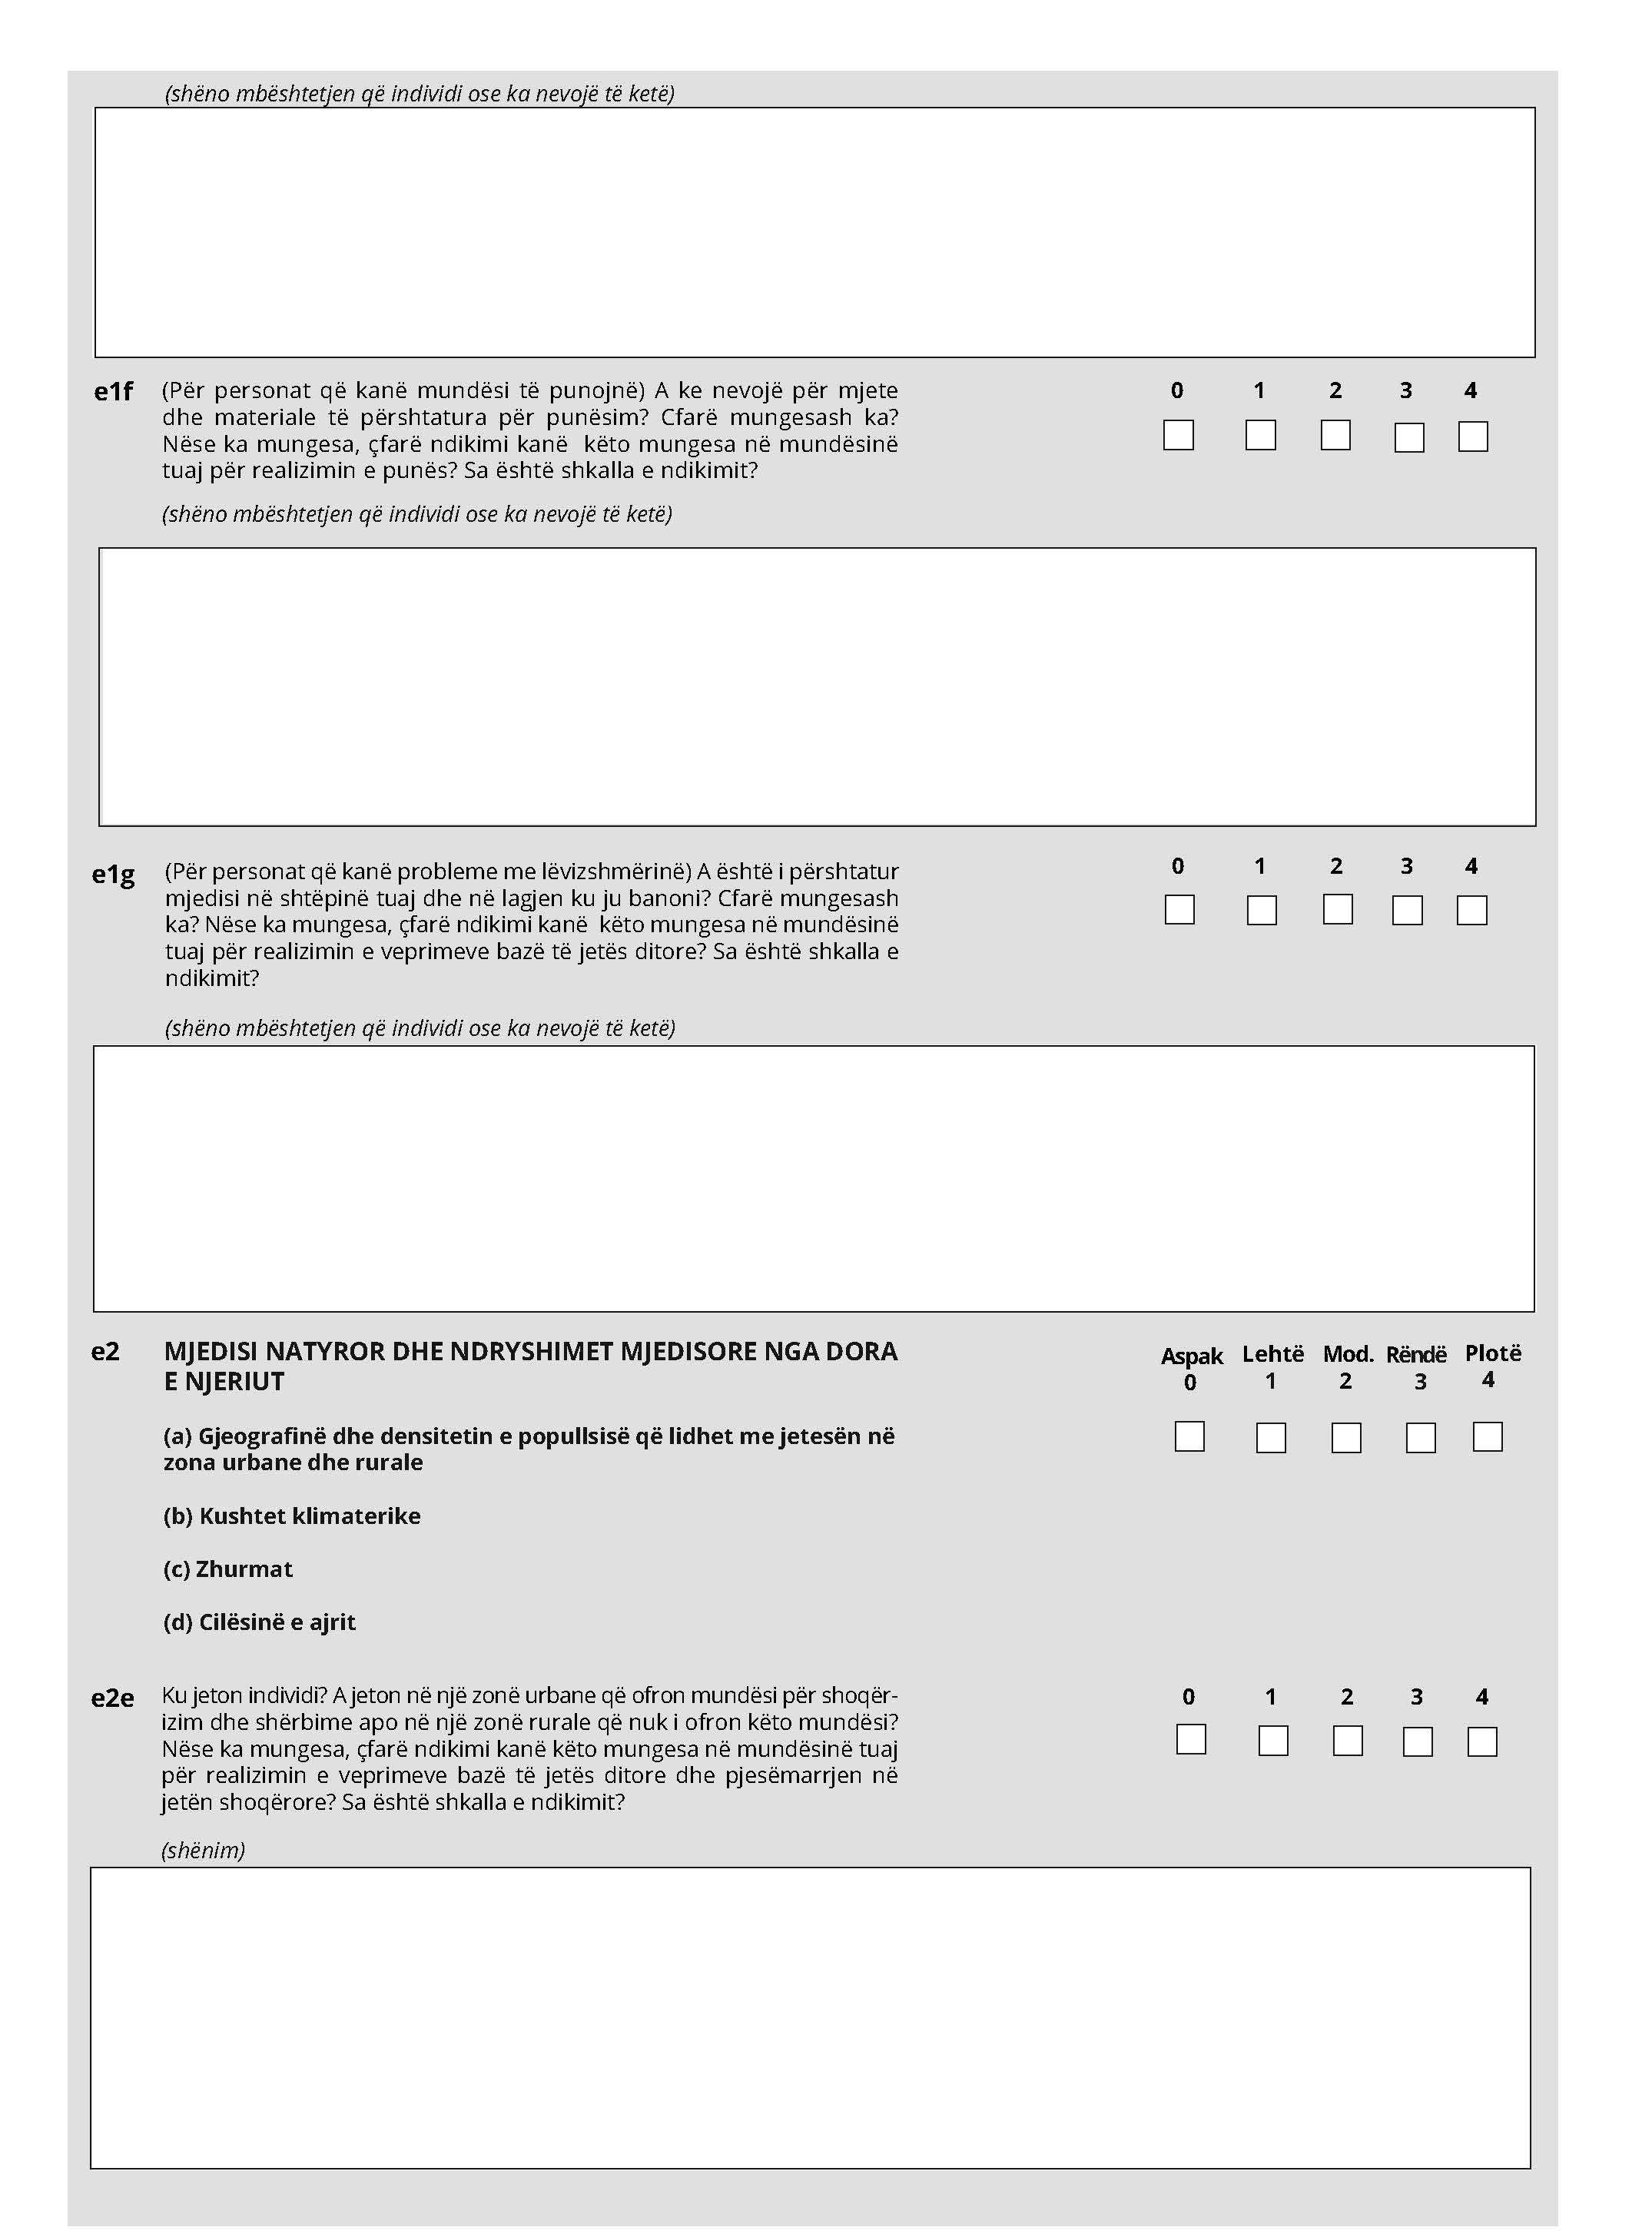 (shëno mbështetjen që individi ose ka nevojë të ketë)
e1f (Për personat që kanë mundësi të punojnë) A ke nevojë për mjete 0 1 2 3 4
dhe materiale të përshtatura për punësim? Cfarë mungesash ka?
Nëse ka mungesa, çfarë ndikimi kanë këto mungesa në mundësinë
tuaj për realizimin e punës? Sa është shkalla e ndikimit?
(shëno mbështetjen që individi ose ka nevojë të ketë)
e1g (Për personat që kanë probleme me lëvizshmërinë) A është i përshtatur 0 1 2 3 4
mjedisi në shtëpinë tuaj dhe në lagjen ku ju banoni? Cfarë mungesash
ka? Nëse ka mungesa, çfarë ndikimi kanë këto mungesa në mundësinë
tuaj për realizimin e veprimeve bazë të jetës ditore? Sa është shkalla e
ndikimit?
(shëno mbështetjen që individi ose ka nevojë të ketë)
e2 MJEDISI NATYROR DHE NDRYSHIMET MJEDISORE NGA DORA Aspak Lehtë Mod. Rëndë Plotë
E NJERIUT 0 1 2 3 4
(a) Gjeografinë dhe densitetin e popullsisë që lidhet me jetesën në
zona urbane dhe rurale
(b) Kushtet klimaterike
(c) Zhurmat
(d) Cilësinë e ajrit
e2e Ku jeton individi? A jeton në një zonë urbane që ofron mundësi për shoqër- 0 1 2 3 4
izim dhe shërbime apo në një zonë rurale që nuk i ofron këto mundësi?
Nëse ka mungesa, çfarë ndikimi kanë këto mungesa në mundësinë tuaj
për realizimin e veprimeve bazë të jetës ditore dhe pjesëmarrjen në
jetën shoqërore? Sa është shkalla e ndikimit?
(shënim)